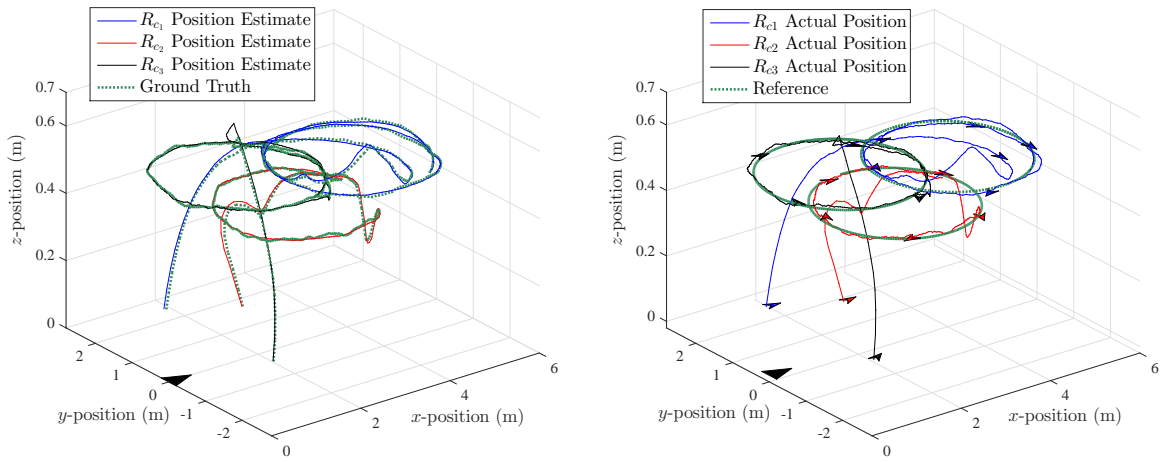 R_{c_1} Position Estimate
R_{c_2} Position Estimate
R_{c_3} Position Estimate
Ground Truth
0.7
0.6
0.4
0.2
0
z-position (m)
2
1
0
-1
-2
y-position (m)
0
2
4
6
x-position (m)
R_{c1} Actual Position
R_{c2} Actual Position
R_{c3} Actual Position
Reference
0.7
0.6
0.4
0.2
0
z-position (m)
2
1
0
-1
-2
y-position (m)
0
2
4
6
x-position (m)